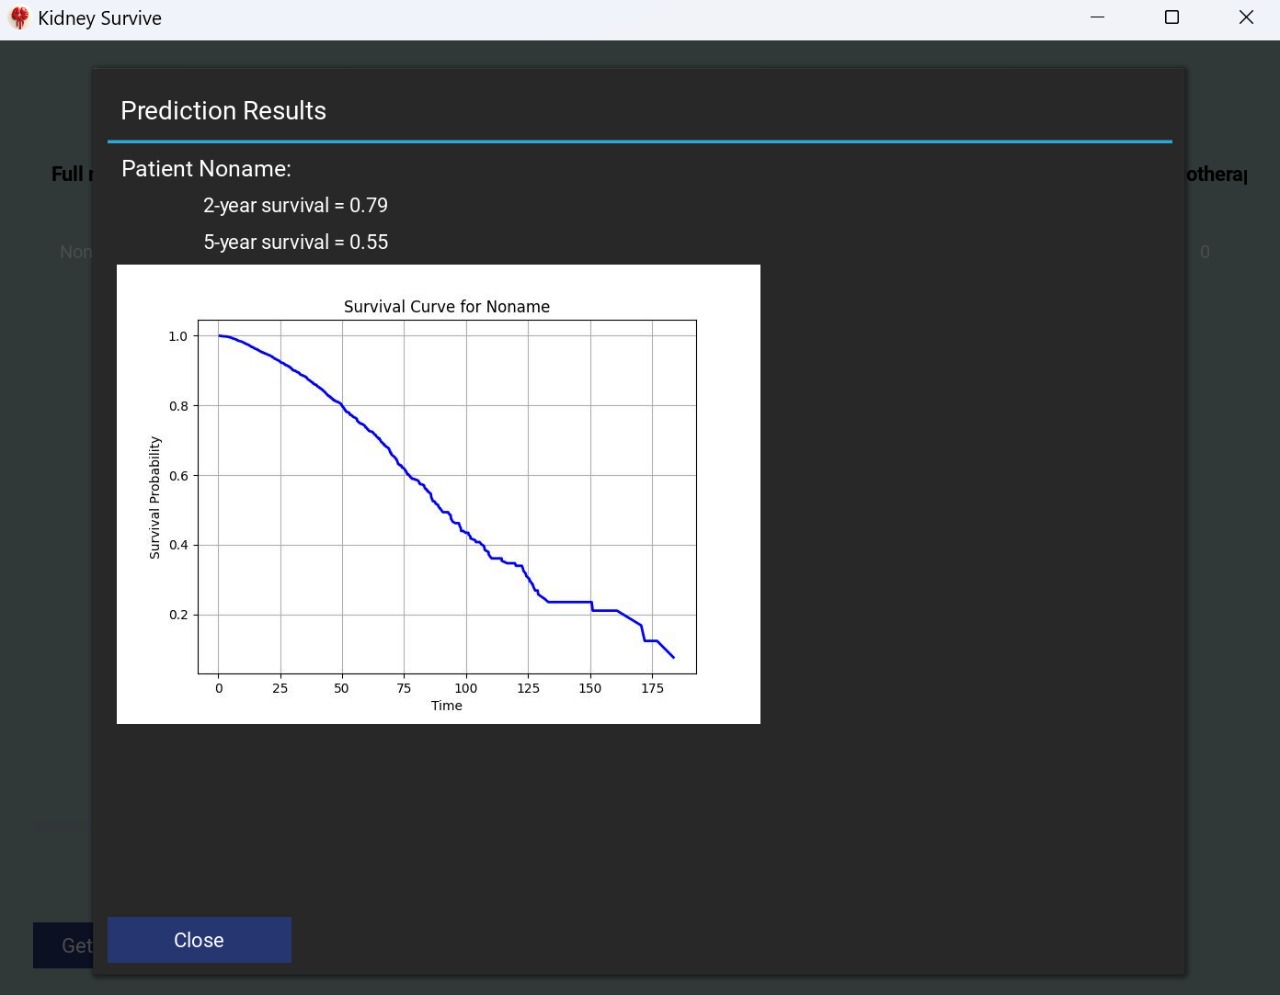 Kidney Survive
Prediction Results
Full
otherap
Patient Noname:
2-year survival = 0.79
5-year survival = 0.55
Non
0
Survival Curve for Noname
1.0
0.8
0.6
0.4
0.2
Survival Probability
0 25 50 75 100 125 150 175
Time
Get
Close